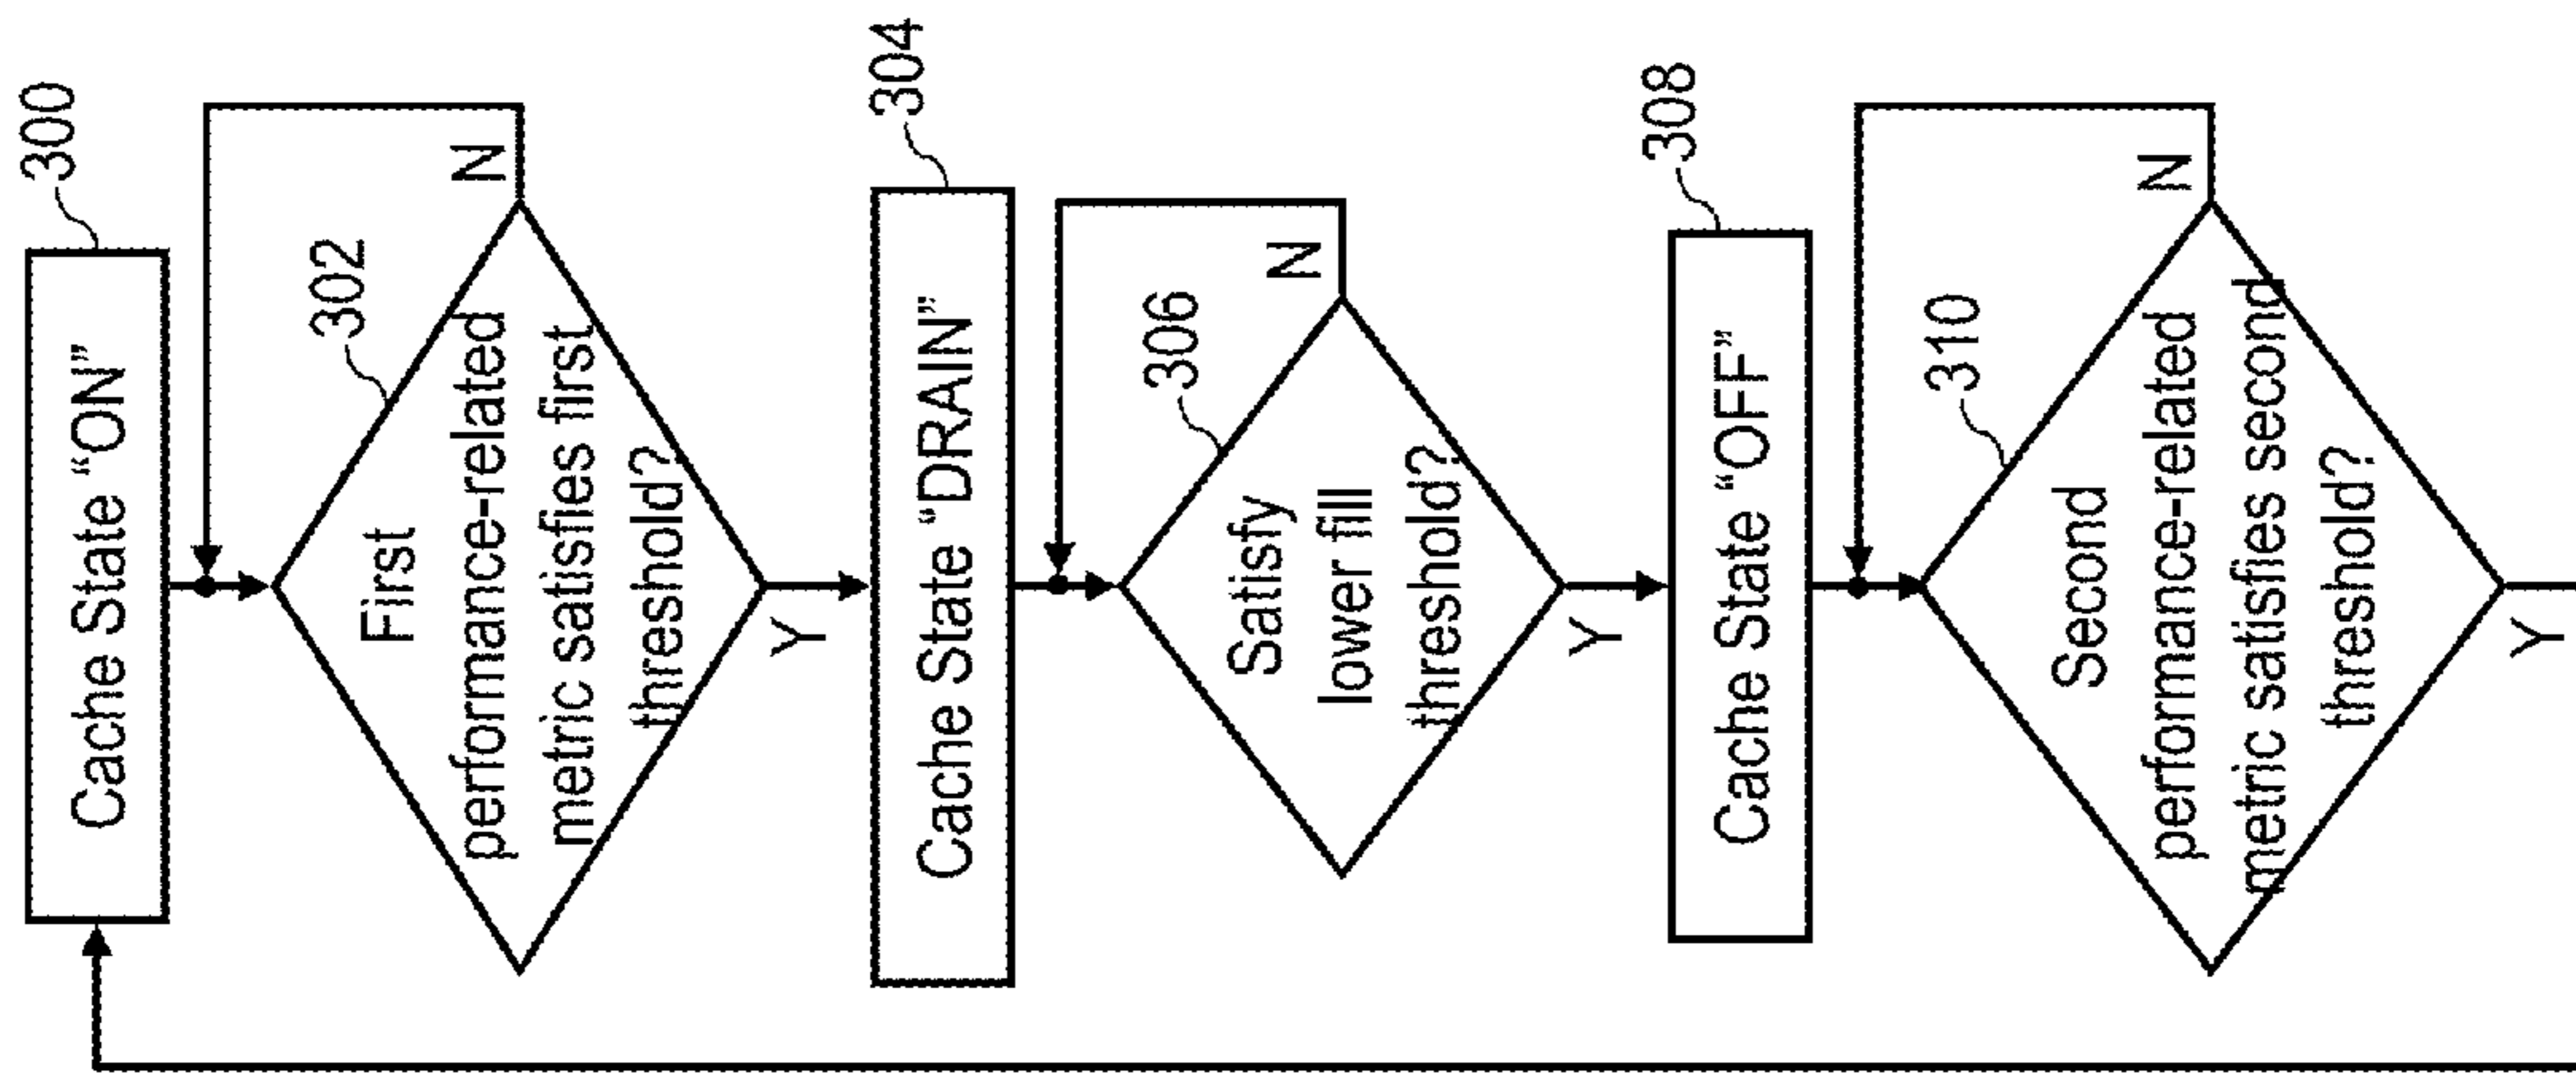 Cache State “ON”
300
First
performance-related
metric satisfies first
threshold?
302
N
Y
Cache State “DRAIN”
304
Satisfy
lower fill
threshold?
306
N
Y
Cache State “OFF”
308
Second
performance-related
metric satisfies second
threshold?
310
N
Y